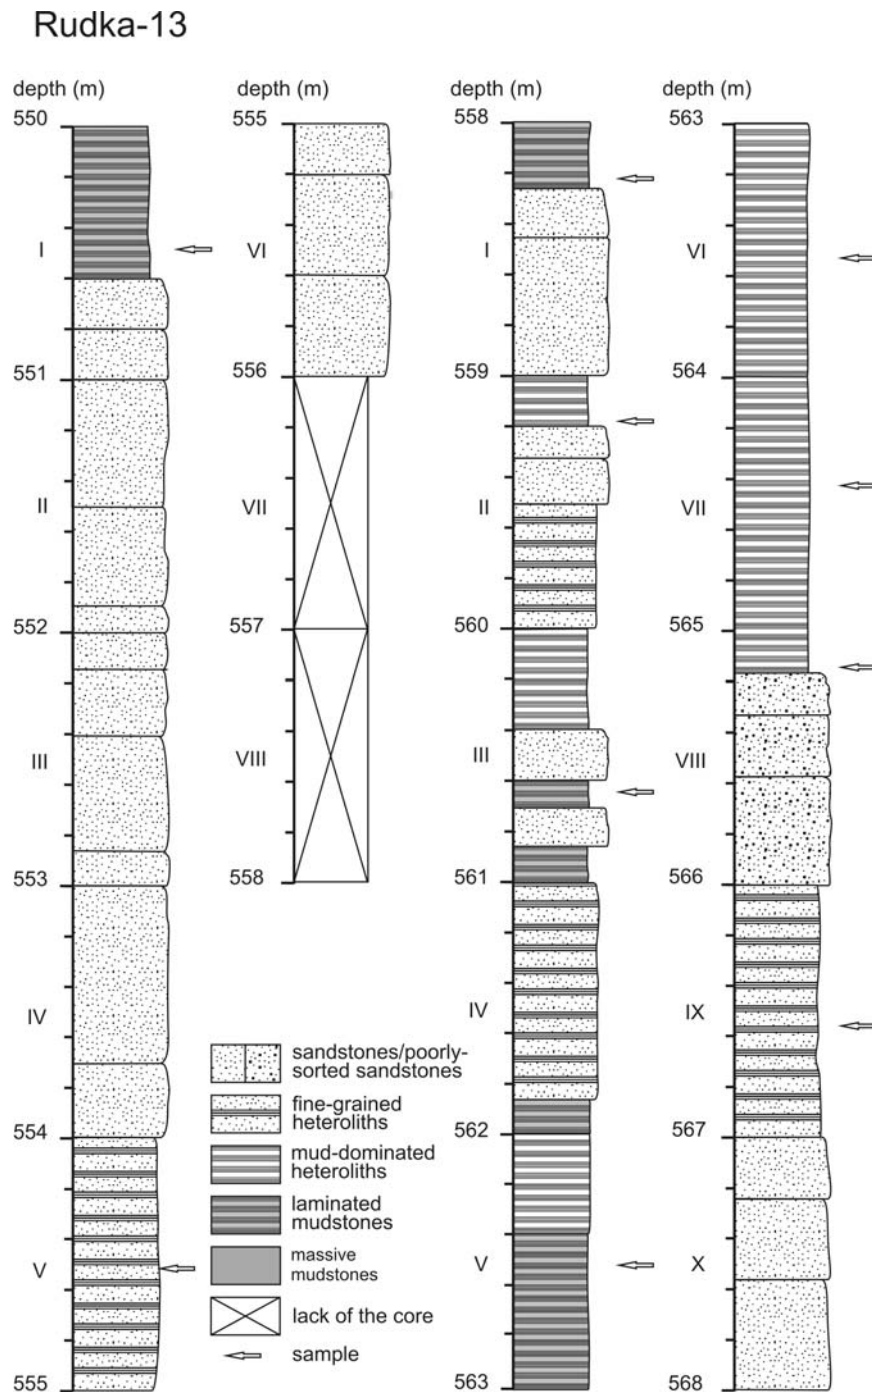 Rudka-13
depth (m)
550
I
551
II
552
III
553
IV
554
V
555
depth (m)
555
VI
556
VII
557
VIII
558
depth (m)
558
I
559
II
560
III
561
IV
562
V
563
depth (m)
563
VI
564
VII
565
VIII
566
IX
567
X
568
sandstones/poorly-
sorted sandstones
fine-grained
heteroliths
mud-dominated
heteroliths
laminated
mudstones
massive
mudstones
lack of the core
sample